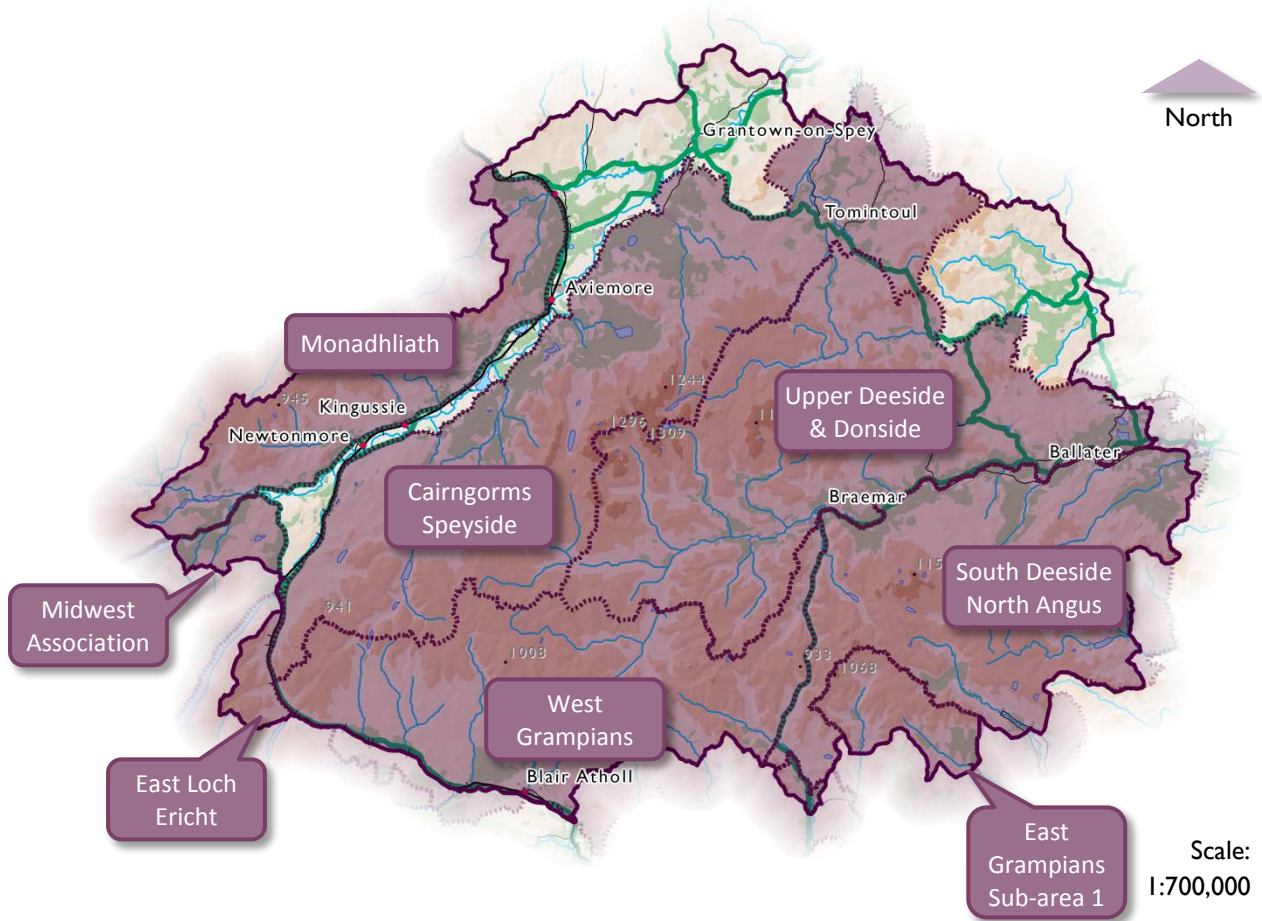 North
Grantown-on-Spey
Tomintoul
Aviemore
Monadhliath
945
Kingussie
Newtonmore
1244
1296
1309
11
Upper Deeside
& Donside
Ballater
Braemar
Cairngorms
Speyside
115
South Deeside
North Angus
Midwest
Association
941
1008
933
1068
West
Grampians
East Loch
Ericht
Blair Atholl
East
Grampians
Sub-area 1
Scale:
1:700,000